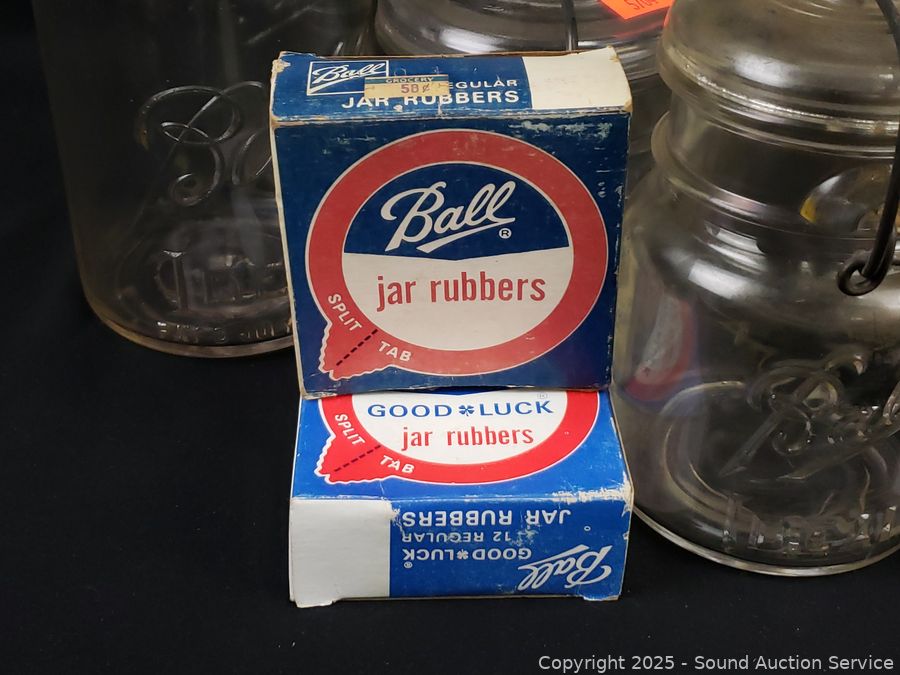 Ball
GROCERY
58¢
REGULAR
JAR RUBBERS
Ball®
jar rubbers
SPLIT TAB
GOOD LUCK®
jar rubbers
SPLIT TAB
Ball
GOOD LUCK®
12 REGULAR
JAR RUBBERS
Copyright 2025 - Sound Auction Service